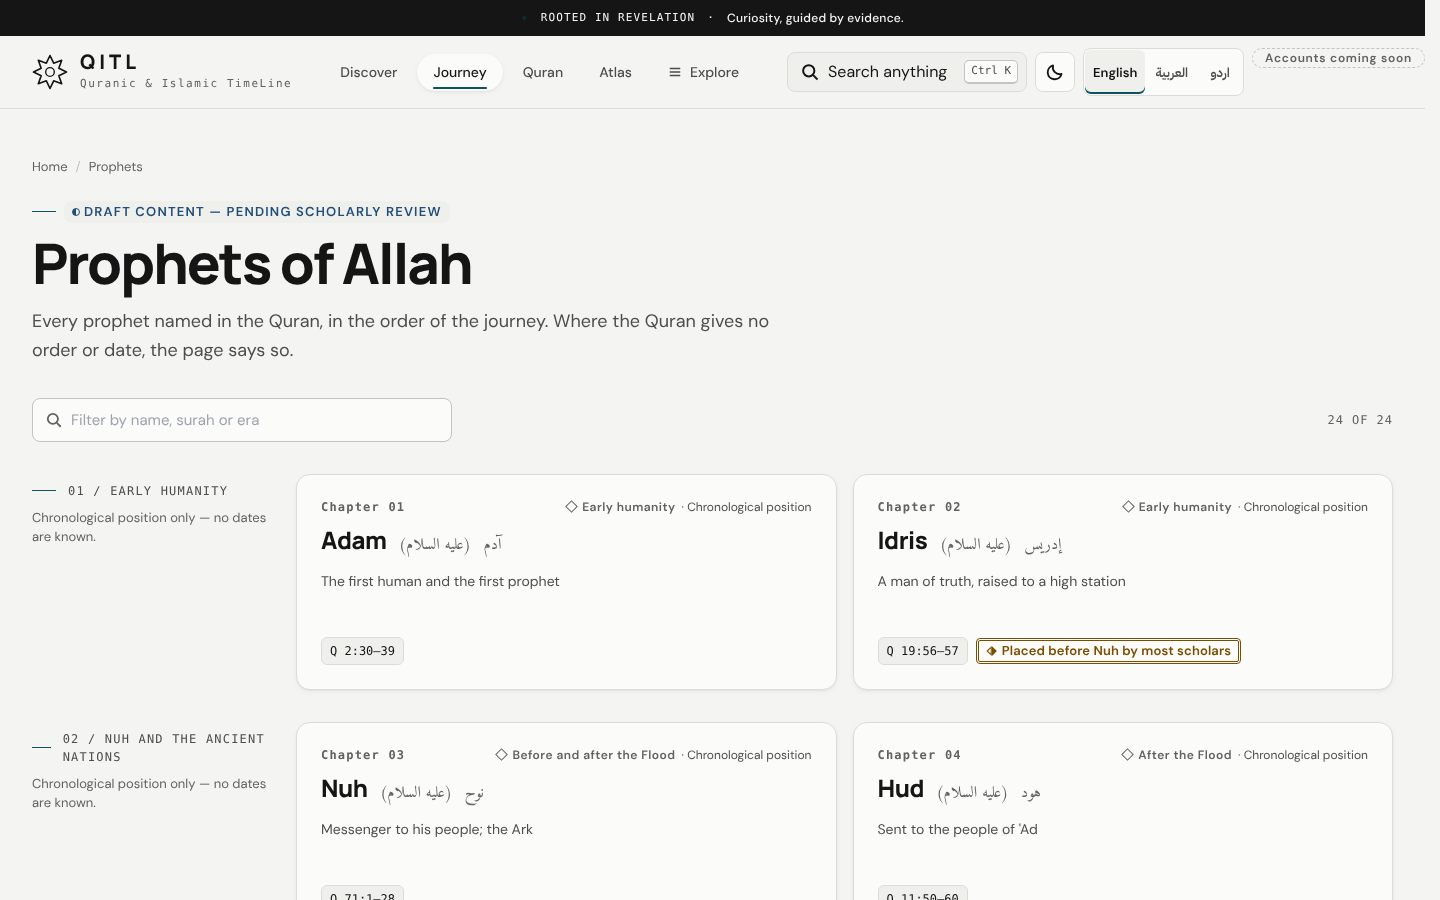 ROOTED IN REVELATION · Curiosity, guided by evidence.
QITL
Quranic & Islamic TimeLine
Discover
Journey
Quran
Atlas
Explore
Search anything
Ctrl K
English
العربية
اردو
Accounts coming soon
Home / Prophets
DRAFT CONTENT — PENDING SCHOLARLY REVIEW
Prophets of Allah
Every prophet named in the Quran, in the order of the journey. Where the Quran gives no
order or date, the page says so.
Filter by name, surah or era
24 OF 24
01 / EARLY HUMANITY
Chronological position only — no dates
are known.
Chapter 01
Early humanity · Chronological position
Adam آدم (عليه السلام)
The first human and the first prophet
Q 2:30–39
Chapter 02
Early humanity · Chronological position
Idris إدريس (عليه السلام)
A man of truth, raised to a high station
Q 19:56–57
Placed before Nuh by most scholars
02 / NUH AND THE ANCIENT
NATIONS
Chronological position only — no dates
are known.
Chapter 03
Before and after the Flood · Chronological position
Nuh نوح (عليه السلام)
Messenger to his people; the Ark
Q 71:1–28
Chapter 04
After the Flood · Chronological position
Hud هود (عليه السلام)
Sent to the people of 'Ad
Q 11:50–60